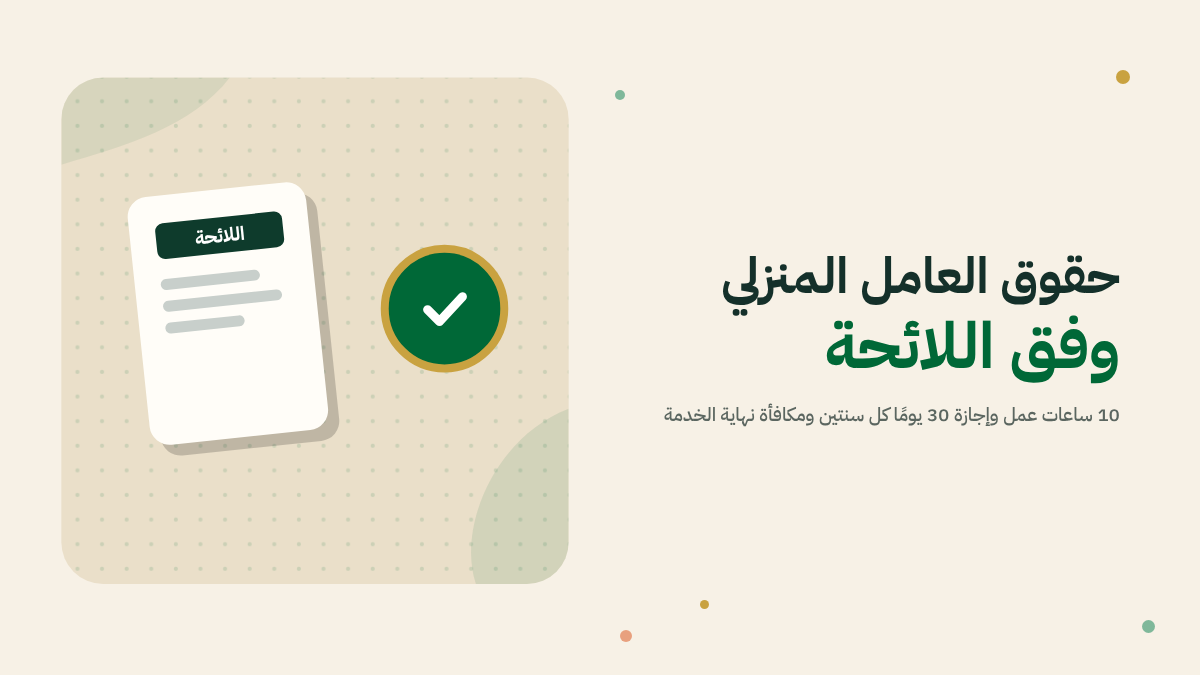 حقوق العامل المنزلي
وفق اللائحة
10 ساعات عمل وإجازة 30 يومًا كل سنتين ومكافأة نهاية الخدمة
اللائحة